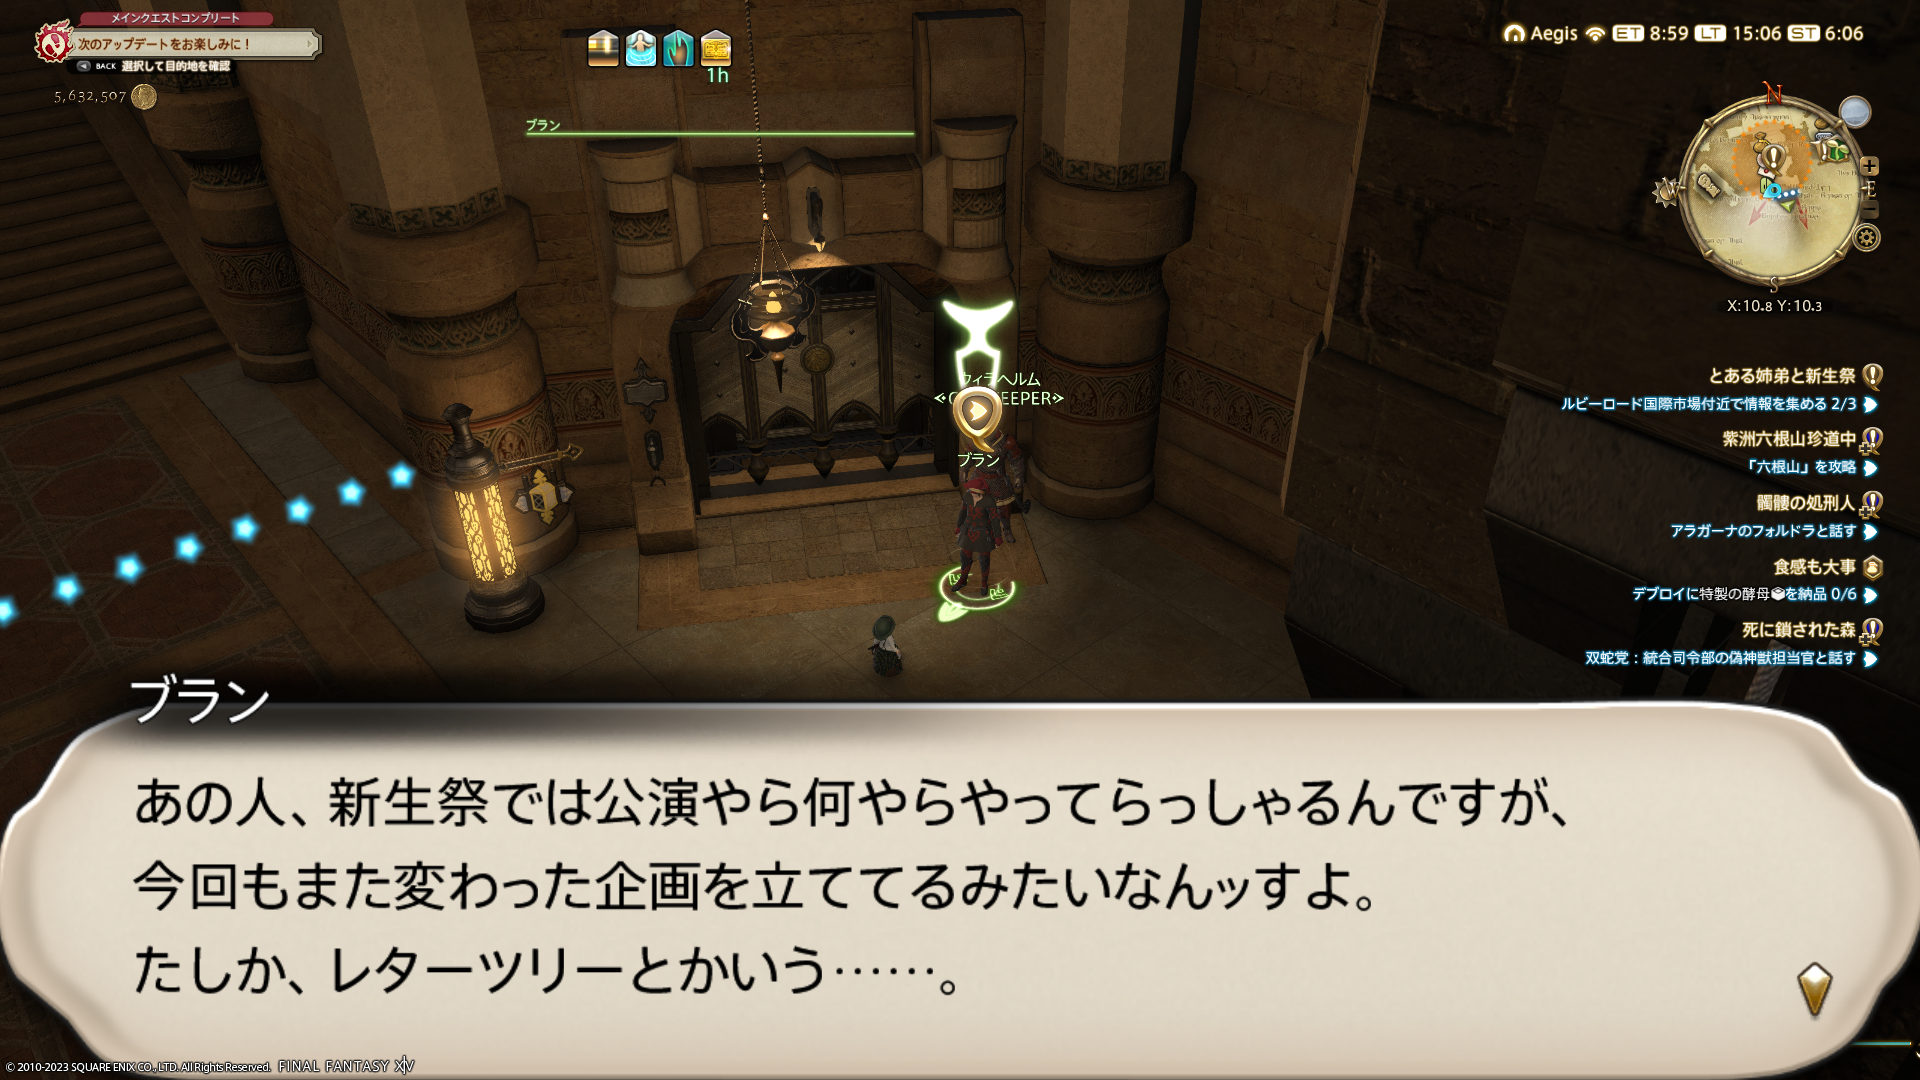 メインクエストコンプリート
次のアップデートをお楽しみに！
BACK 選択して目的地を確認
5,632,507
1h
ブラン
Aegis ET 8:59 LT 15:06 ST 6:06
N
E
S
X:10.8 Y:10.3
とある姉弟と新生祭
ルビーロード国際市場付近で情報を集める 2/3
紫洲六根山珍道中
「六根山」を攻略
髑髏の処刑人
アラガーナのフォルドラと話す
食感も大事
デブロイに特製の酵母を納品 0/6
死に鎖された森
双蛇党：統合司令部の偽神獣担当官と話す
ウィラヘルム
EEPER
ブラン
ブラン
あの人、新生祭では公演やら何やらやってらっしゃるんですが、
今回もまた変わった企画を立ててるみたいなんッすよ。
たしか、レターツリーとかいう……。
© 2010-2023 SQUARE ENIX CO., LTD. All Rights Reserved. FINAL FANTASY XIV